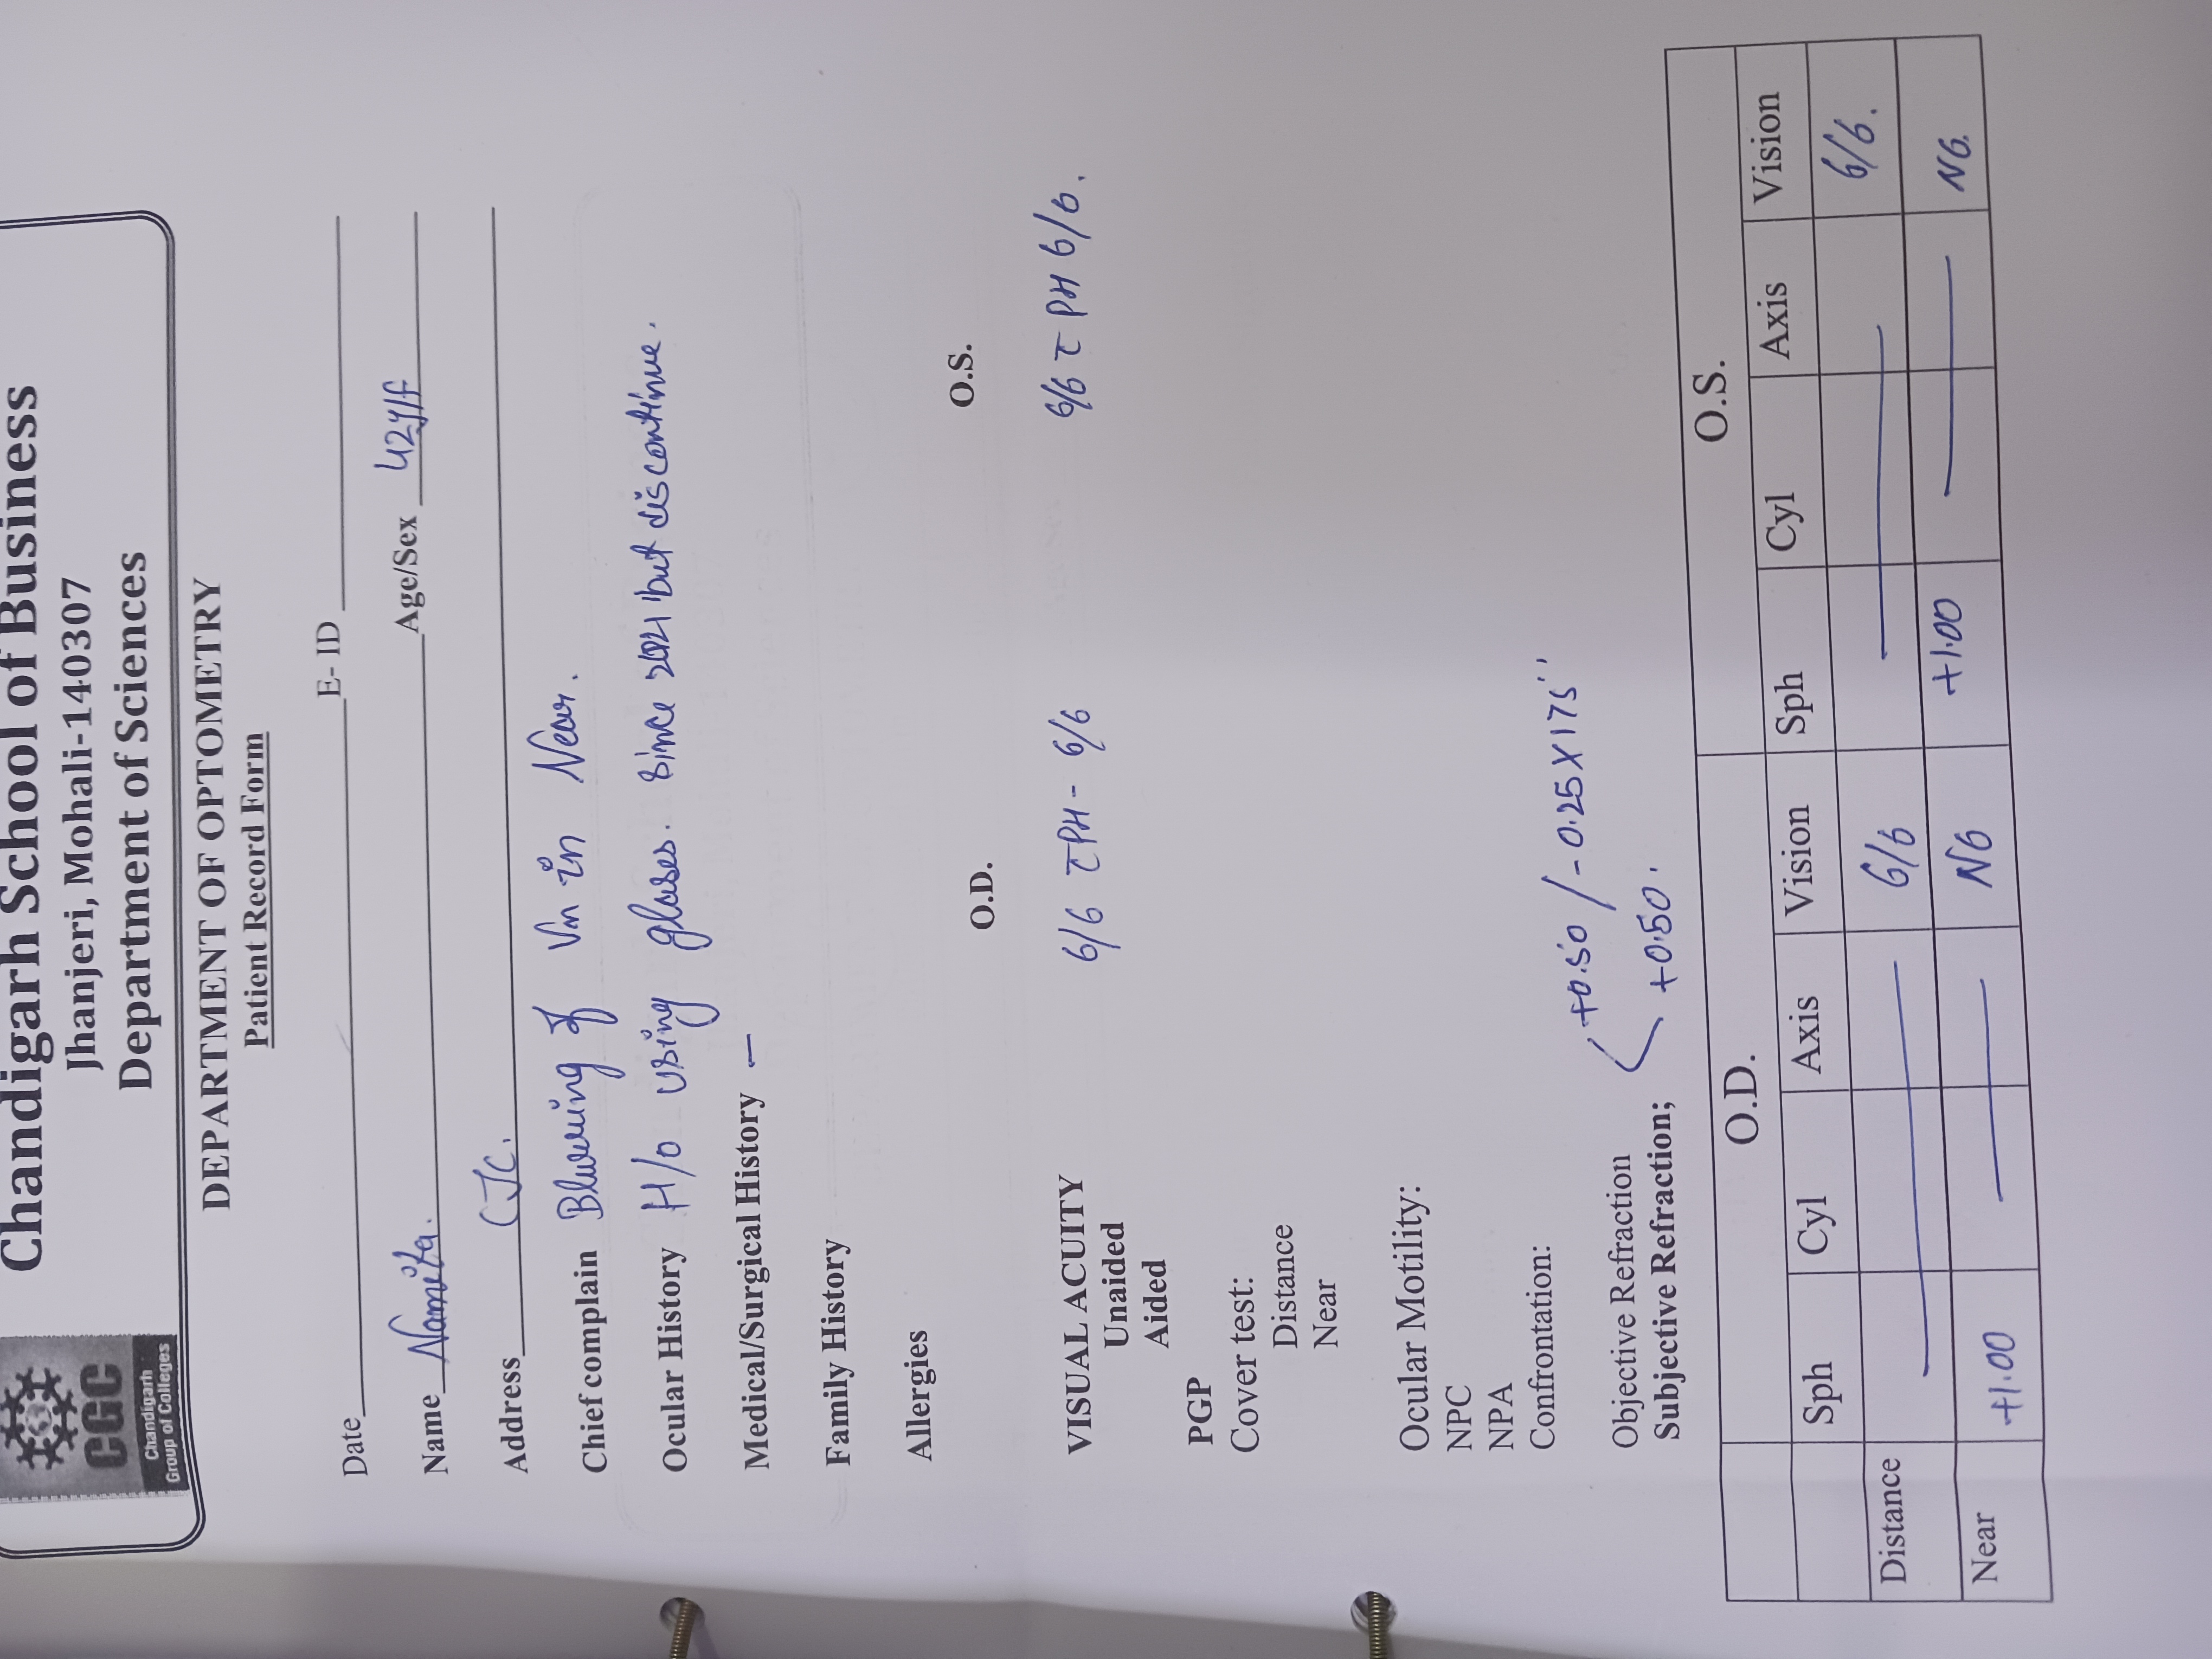 Chandigarh School of Business
Jhanjeri, Mohali-140307
Department of Sciences
CGC
Chandigarh
Group of Colleges
DEPARTMENT OF OPTOMETRY
Patient Record Form
Date E- ID
Name Namita. Age/Sex 42y/f
Address CJC.
Chief complain Blurring of Vn in Near.
Ocular History H/o using glases. Since 2021 but discontinue.
Medical/Surgical History —
Family History
Allergies
O.D. O.S.
VISUAL ACUITY 6/6 c̅ PH - 6/6 6/6 c̅ PH 6/6.
Unaided
Aided
PGP
Cover test:
Distance
Near
Ocular Motility:
NPC
NPA
Confrontation:
+0.50 / - 0.25 X 175''
Objective Refraction
Subjective Refraction; +0.50.
O.D. O.S.
Sph Cyl Axis Vision Sph Cyl Axis Vision
Distance — 6/6 — 6/6.
Near +1.00 — N6 +1.00 — N6.